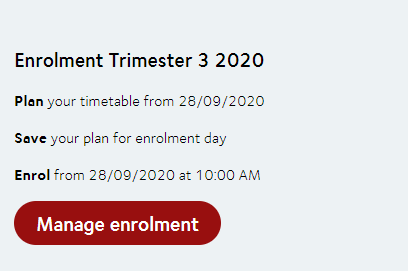 Enrolment Trimester 3 2020
Plan your timetable from 28/09/2020
Save your plan for enrolment day
Enrol from 28/09/2020 at 10:00 AM
Manage enrolment